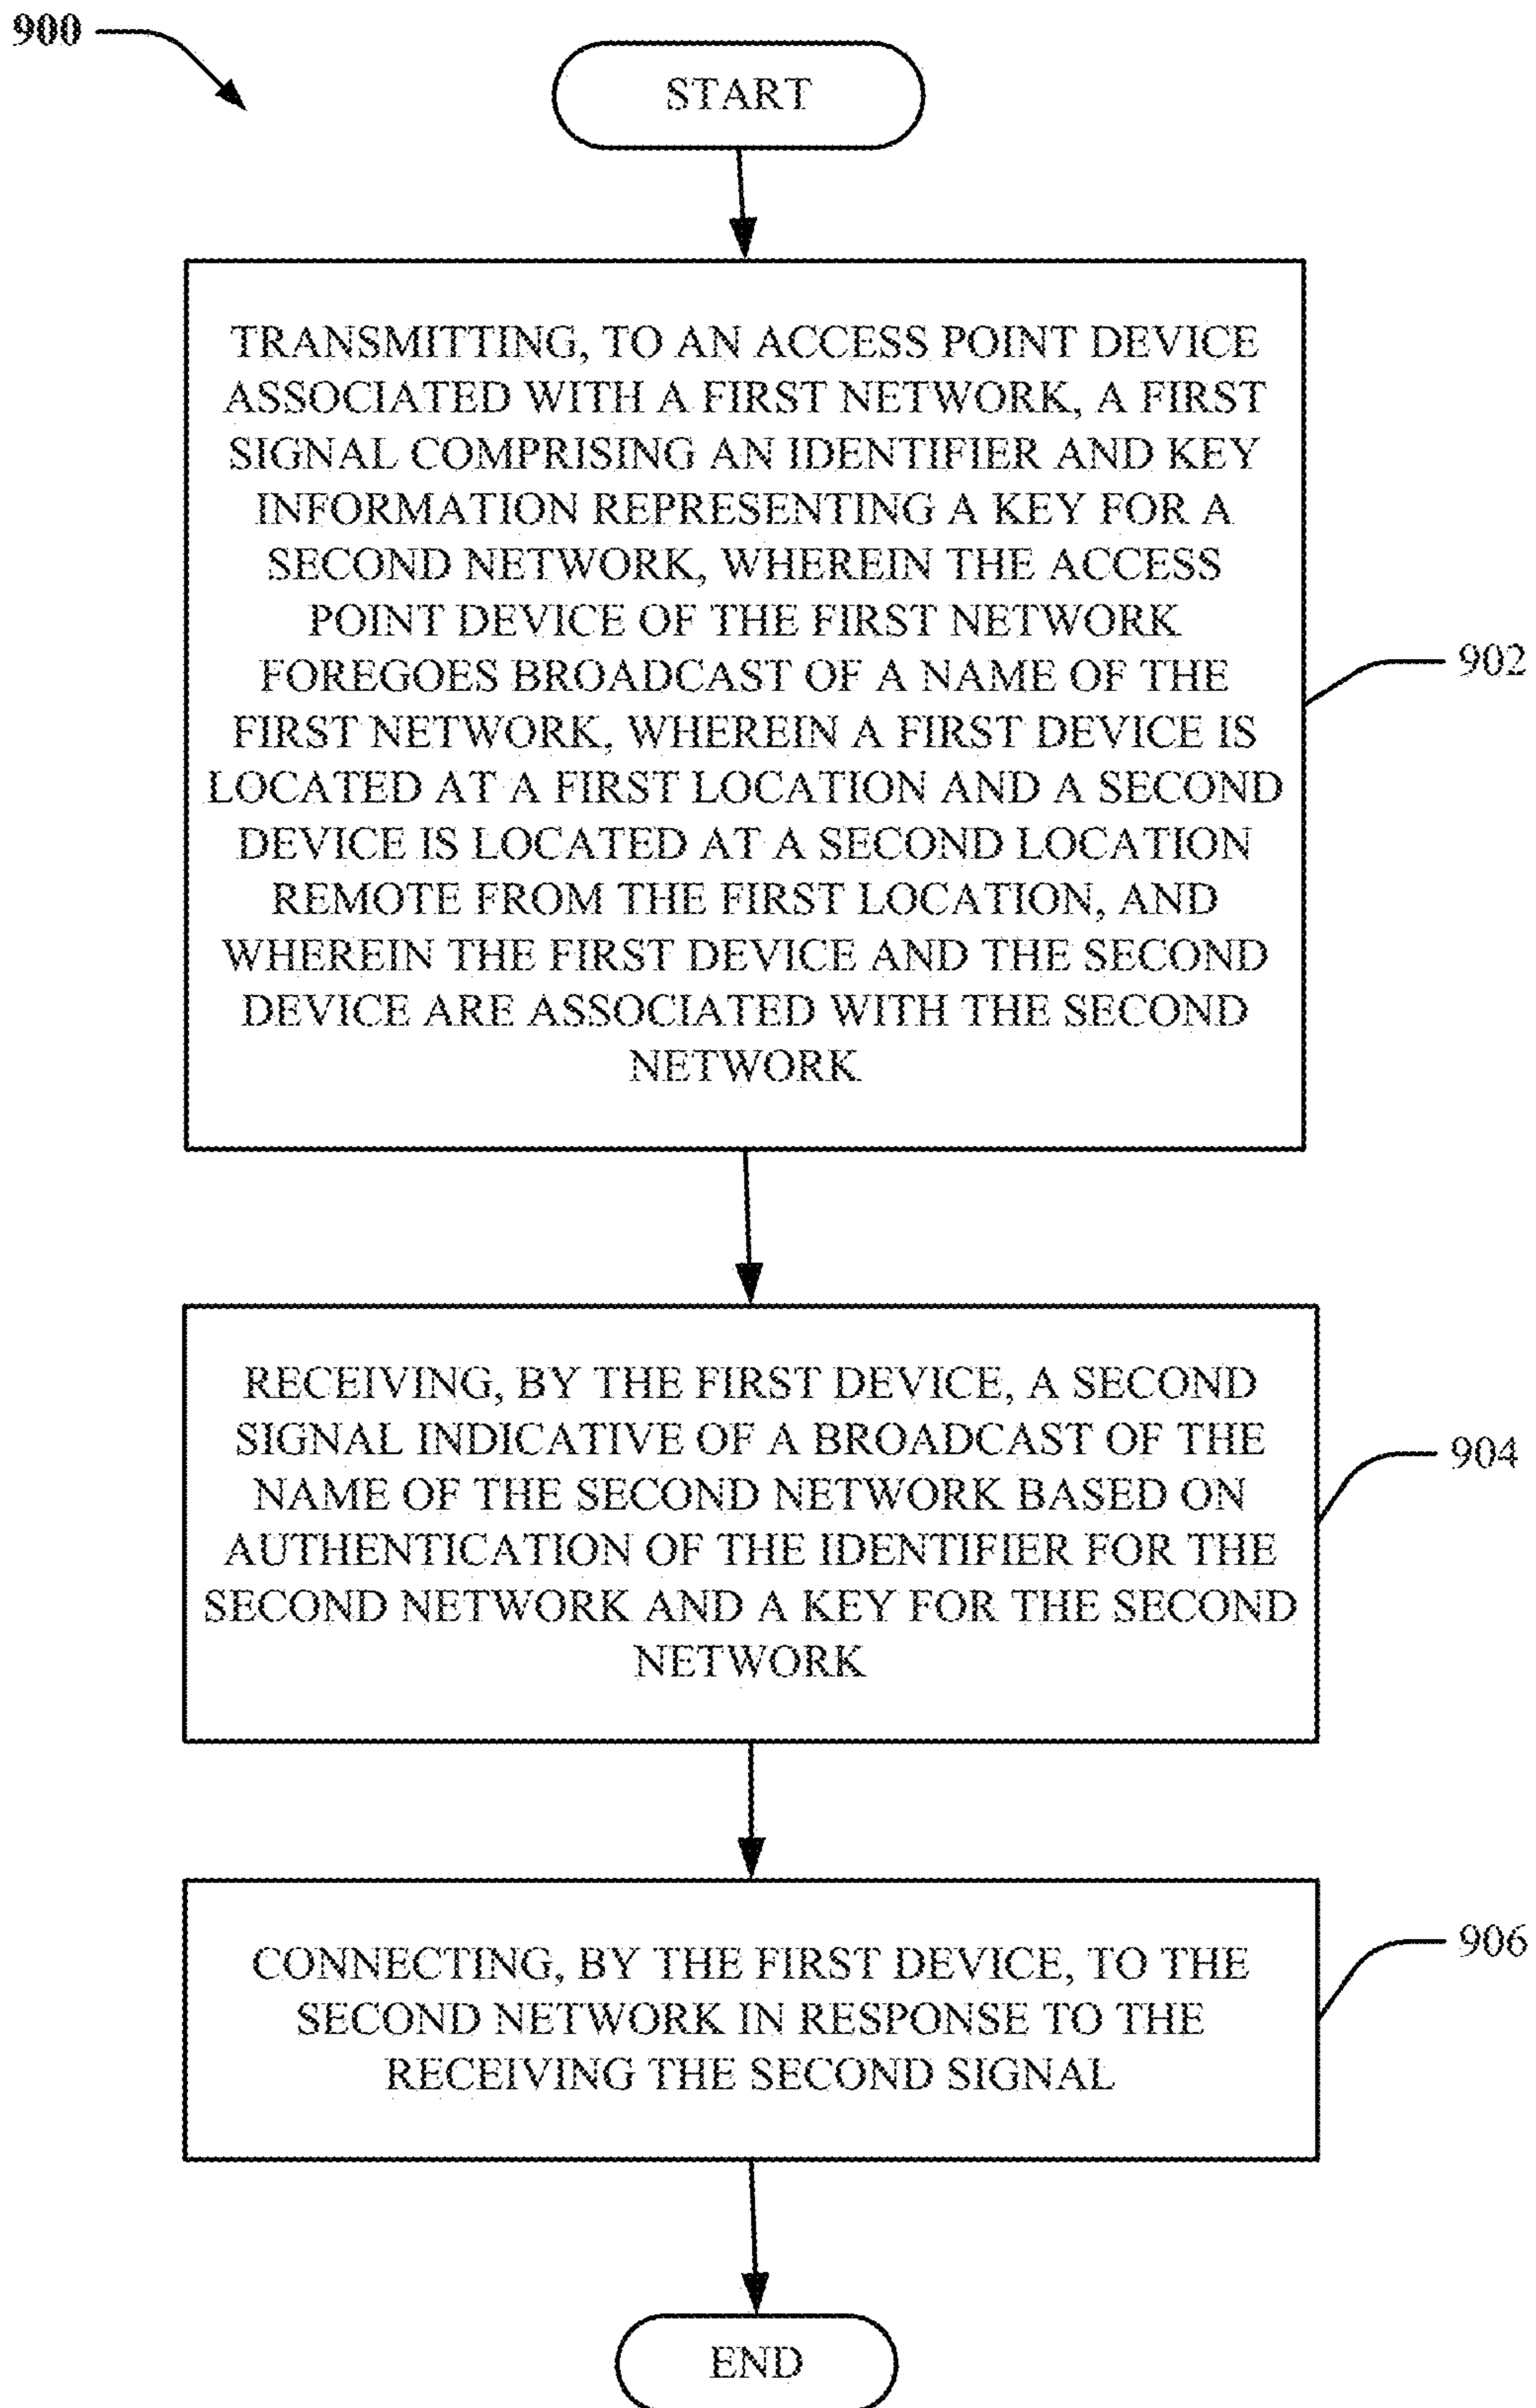 900
START
TRANSMITTING, TO AN ACCESS POINT DEVICE
ASSOCIATED WITH A FIRST NETWORK, A FIRST
SIGNAL COMPRISING AN IDENTIFIER AND KEY
INFORMATION REPRESENTING A KEY FOR A
SECOND NETWORK, WHEREIN THE ACCESS
POINT DEVICE OF THE FIRST NETWORK
FOREGOES BROADCAST OF A NAME OF THE
FIRST NETWORK, WHEREIN A FIRST DEVICE IS
LOCATED AT A FIRST LOCATION AND A SECOND
DEVICE IS LOCATED AT A SECOND LOCATION
REMOTE FROM THE FIRST LOCATION, AND
WHEREIN THE FIRST DEVICE AND THE SECOND
DEVICE ARE ASSOCIATED WITH THE SECOND
NETWORK
902
RECEIVING, BY THE FIRST DEVICE, A SECOND
SIGNAL INDICATIVE OF A BROADCAST OF THE
NAME OF THE SECOND NETWORK BASED ON
AUTHENTICATION OF THE IDENTIFIER FOR THE
SECOND NETWORK AND A KEY FOR THE SECOND
NETWORK
904
CONNECTING, BY THE FIRST DEVICE, TO THE
SECOND NETWORK IN RESPONSE TO THE
RECEIVING THE SECOND SIGNAL
906
END